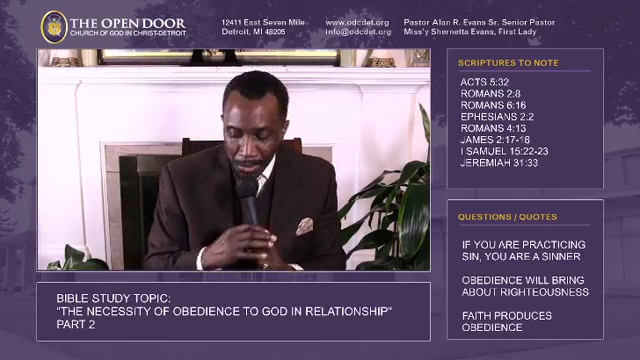 THE OPEN DOOR
CHURCH OF GOD IN CHRIST-DETROIT
12411 East Seven Mile
Detroit, MI 48205
www.odcdet.org
info@odcdet.org
Pastor Alan R. Evans Sr. Senior Pastor
Miss'y Shernetta Evans, First Lady
SCRIPTURES TO NOTE
ACTS 5:32
ROMANS 2:8
ROMANS 6:16
EPHESIANS 2:2
ROMANS 4:13
JAMES 2:17-18
I SAMUEL 15:22-23
JEREMIAH 31:33
QUESTIONS / QUOTES
IF YOU ARE PRACTICING
SIN, YOU ARE A SINNER
OBEDIENCE WILL BRING
ABOUT RIGHTEOUSNESS
FAITH PRODUCES
OBEDIENCE
BIBLE STUDY TOPIC:
"THE NECESSITY OF OBEDIENCE TO GOD IN RELATIONSHIP"
PART 2